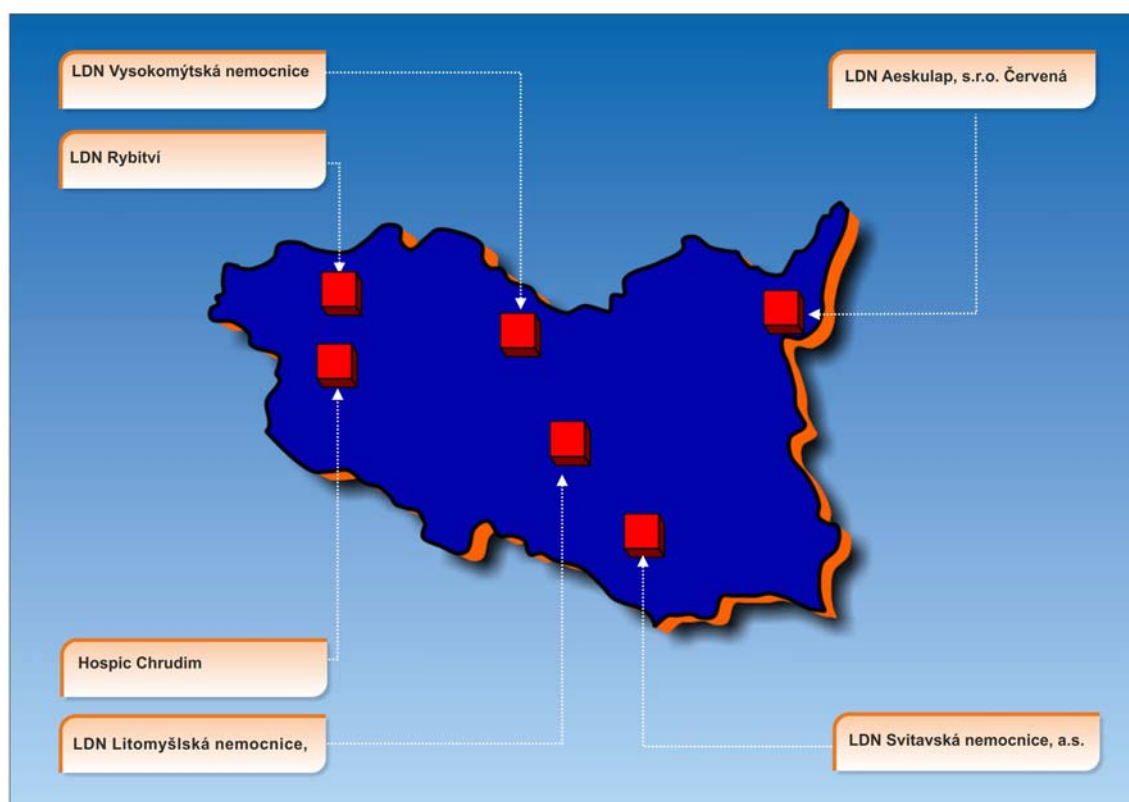 LDN Vysokomýtská nemocnice
LDN Aeskulap, s.r.o. Červená
LDN Rybitví
Hospic Chrudim
LDN Litomyšlská nemocnice,
LDN Svitavská nemocnice, a.s.